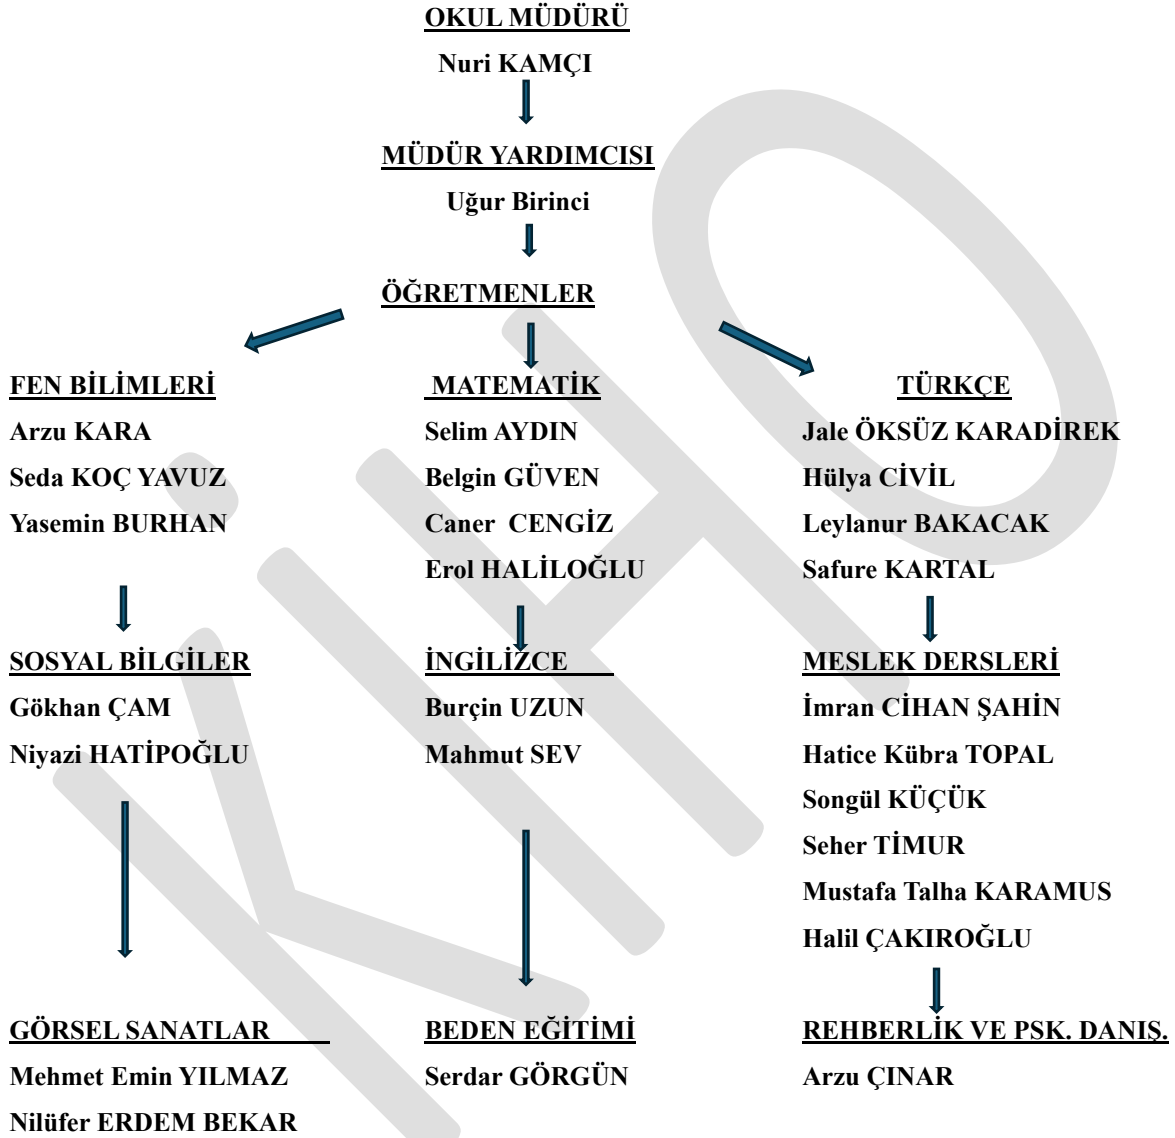 OKUL MÜDÜRÜ
Nuri KAMÇI
MÜDÜR YARDIMCISI
Uğur Birinci
ÖĞRETMENLER
FEN BİLİMLERİ
Arzu KARA
Seda KOÇ YAVUZ
Yasemin BURHAN
MATEMATİK
Selim AYDIN
Belgin GÜVEN
Caner CENGİZ
Erol HALİLOĞLU
TÜRKÇE
Jale ÖKSÜZ KARADİREK
Hülya CİVİL
Leylanur BAKACAK
Safure KARTAL
SOSYAL BİLGİLER
Gökhan ÇAM
Niyazi HATİPOĞLU
İNGİLİZCE
Burçin UZUN
Mahmut SEV
MESLEK DERSLERİ
İmran CİHAN ŞAHİN
Hatice Kübra TOPAL
Songül KÜÇÜK
Seher TİMUR
Mustafa Talha KARAMUS
Halil ÇAKIROĞLU
GÖRSEL SANATLAR
Mehmet Emin YILMAZ
Nilüfer ERDEM BEKAR
BEDEN EĞİTİMİ
Serdar GÖRGÜN
REHBERLİK VE PSK. DANIŞ.
Arzu ÇINAR
KİHO